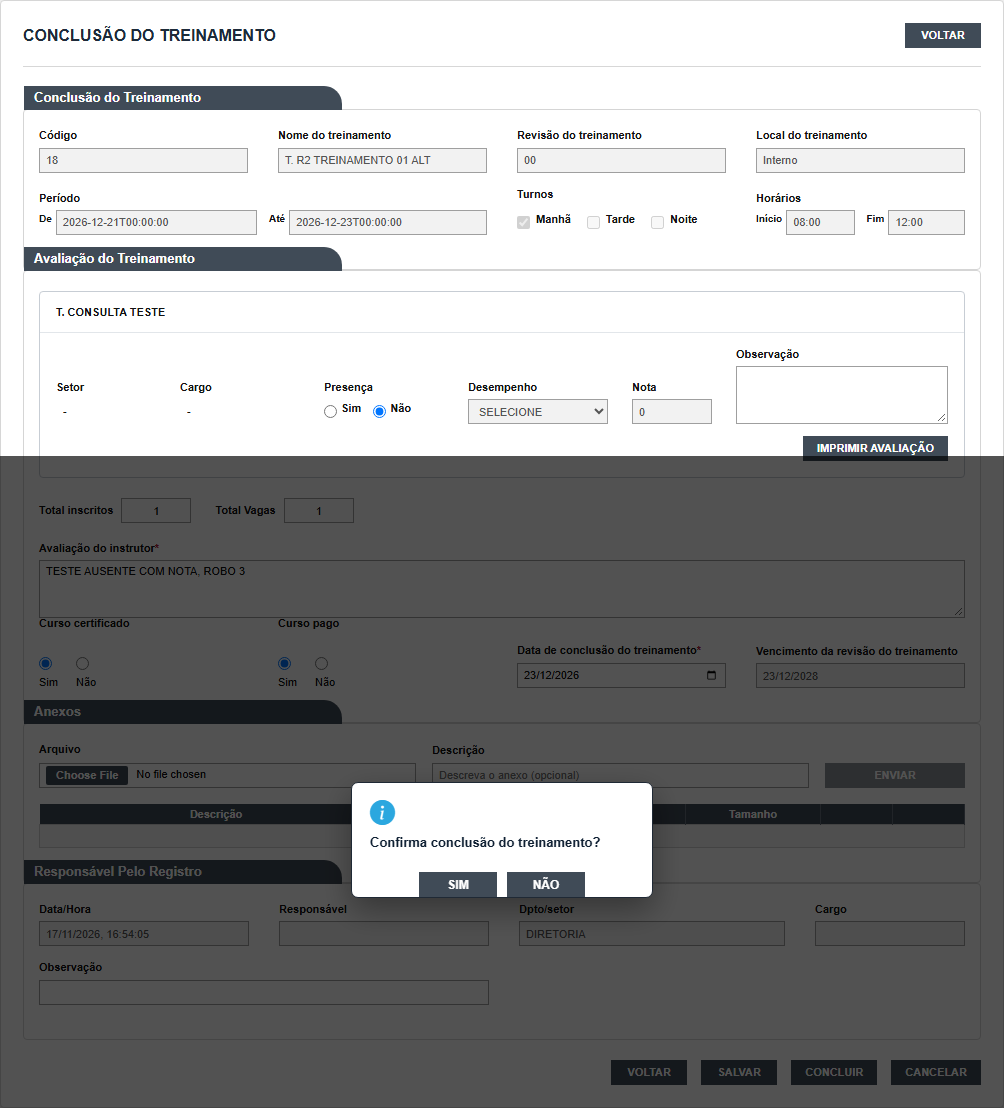 CONCLUSÃO DO TREINAMENTO
VOLTAR
Conclusão do Treinamento
Código
Nome do treinamento
Revisão do treinamento
Local do treinamento
18
T. R2 TREINAMENTO 01 ALT
00
Interno
Período
Turnos
Horários
De 2026-12-21T00:00:00 Até 2026-12-23T00:00:00
Manhã Tarde Noite
Início 08:00 Fim 12:00
Avaliação do Treinamento
T. CONSULTA TESTE
Observação
Setor
Cargo
Presença
Desempenho
Nota
-
-
Sim Não
SELECIONE
0
IMPRIMIR AVALIAÇÃO
Total inscritos 1 Total Vagas 1
Avaliação do instrutor*
TESTE AUSENTE COM NOTA, ROBO 3
Curso certificado
Curso pago
Data de conclusão do treinamento*
Vencimento da revisão do treinamento
Sim Não
Sim Não
23/12/2026
23/12/2028
Anexos
Arquivo
Descrição
Choose File No file chosen
Descreva o anexo (opcional)
ENVIAR
Descrição
Tamanho
Confirma conclusão do treinamento?
SIM
NÃO
Responsável Pelo Registro
Data/Hora
Responsável
Dpto/setor
Cargo
17/11/2026, 16:54:05
DIRETORIA
Observação
VOLTAR
SALVAR
CONCLUIR
CANCELAR